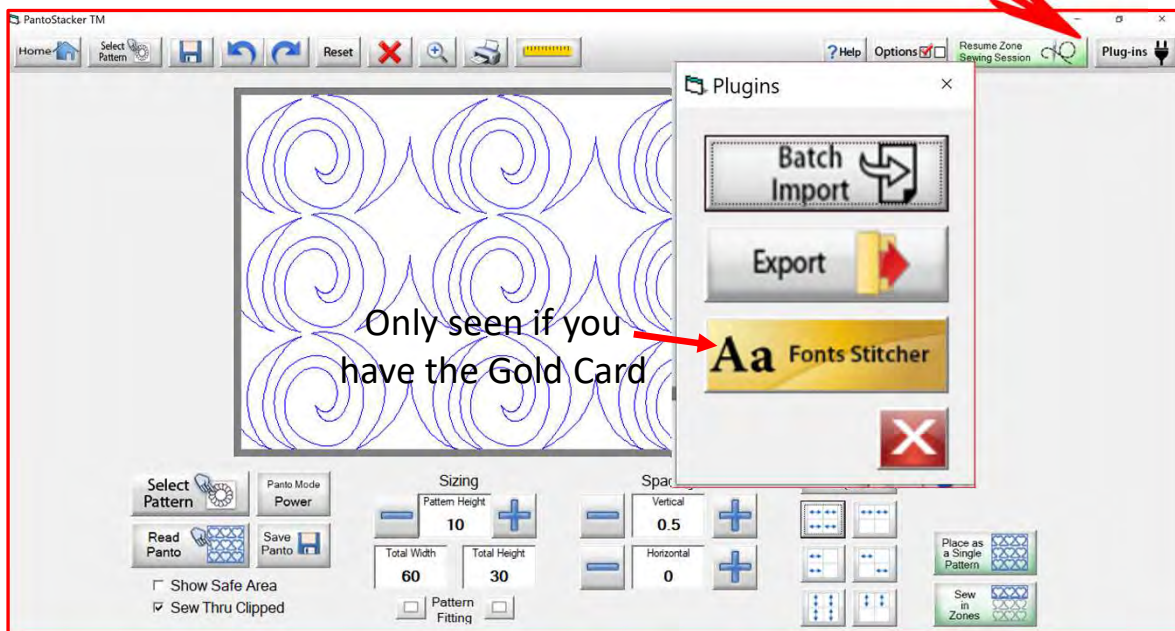 PantoStacker TM
Home
Select
Pattern
Reset
? Help
Options
Resume Zone
Sewing Session
Plug-ins
Plugins
Batch
Import
Export
Only seen if you
have the Gold Card
Aa Fonts Stitcher
Select
Pattern
Panto Mode
Power
Read
Panto
Save
Panto
Show Safe Area
Sew Thru Clipped
Sizing
Pattern Height
10
Total Width
60
Total Height
30
Pattern
Fitting
Vertical
0.5
Horizontal
0
Place as
a Single
Pattern
Sew
in
Zones